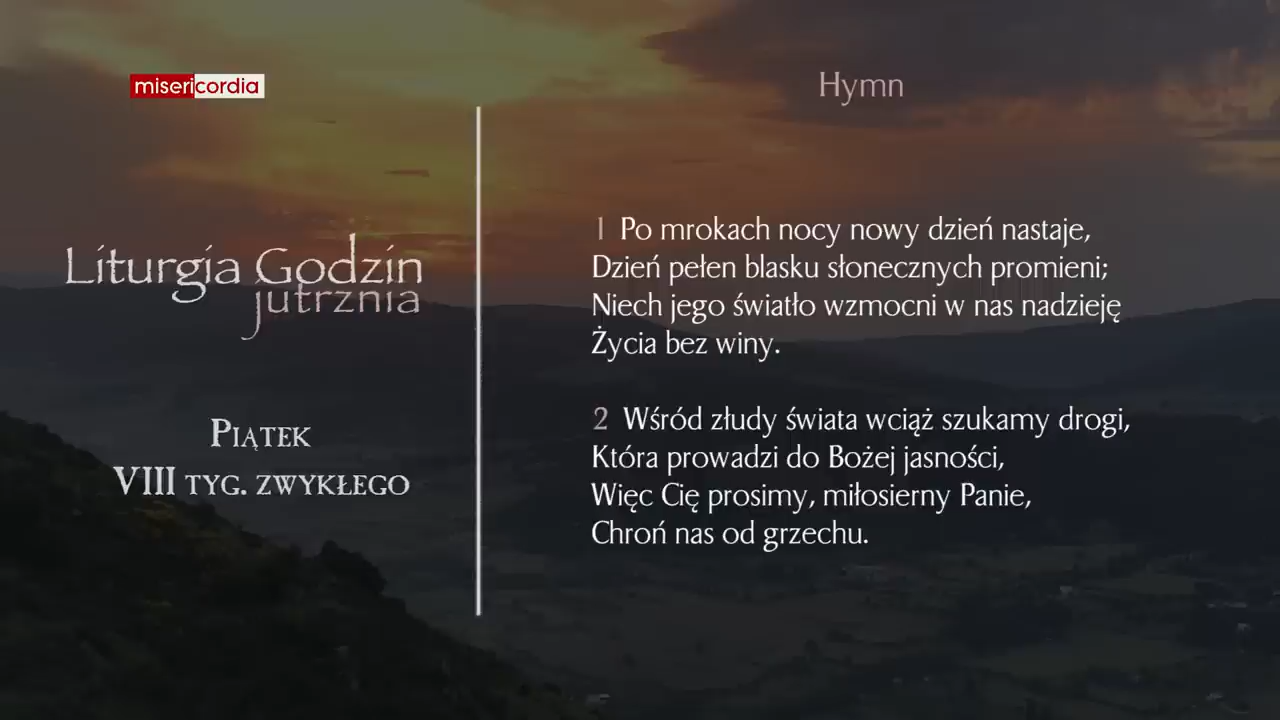 misericordia
Liturgia Godzin
jutrznia
Piątek
VIII tyg. zwykłego
Hymn
1 Po mrokach nocy nowy dzień nastaje,
Dzień pełen blasku słonecznych promieni;
Niech jego światło wzmocni w nas nadzieję
Życia bez winy.
2 Wśród złudy świata wciąż szukamy drogi,
Która prowadzi do Bożej jasności,
Więc Cię prosimy, miłosierny Panie,
Chroń nas od grzechu.